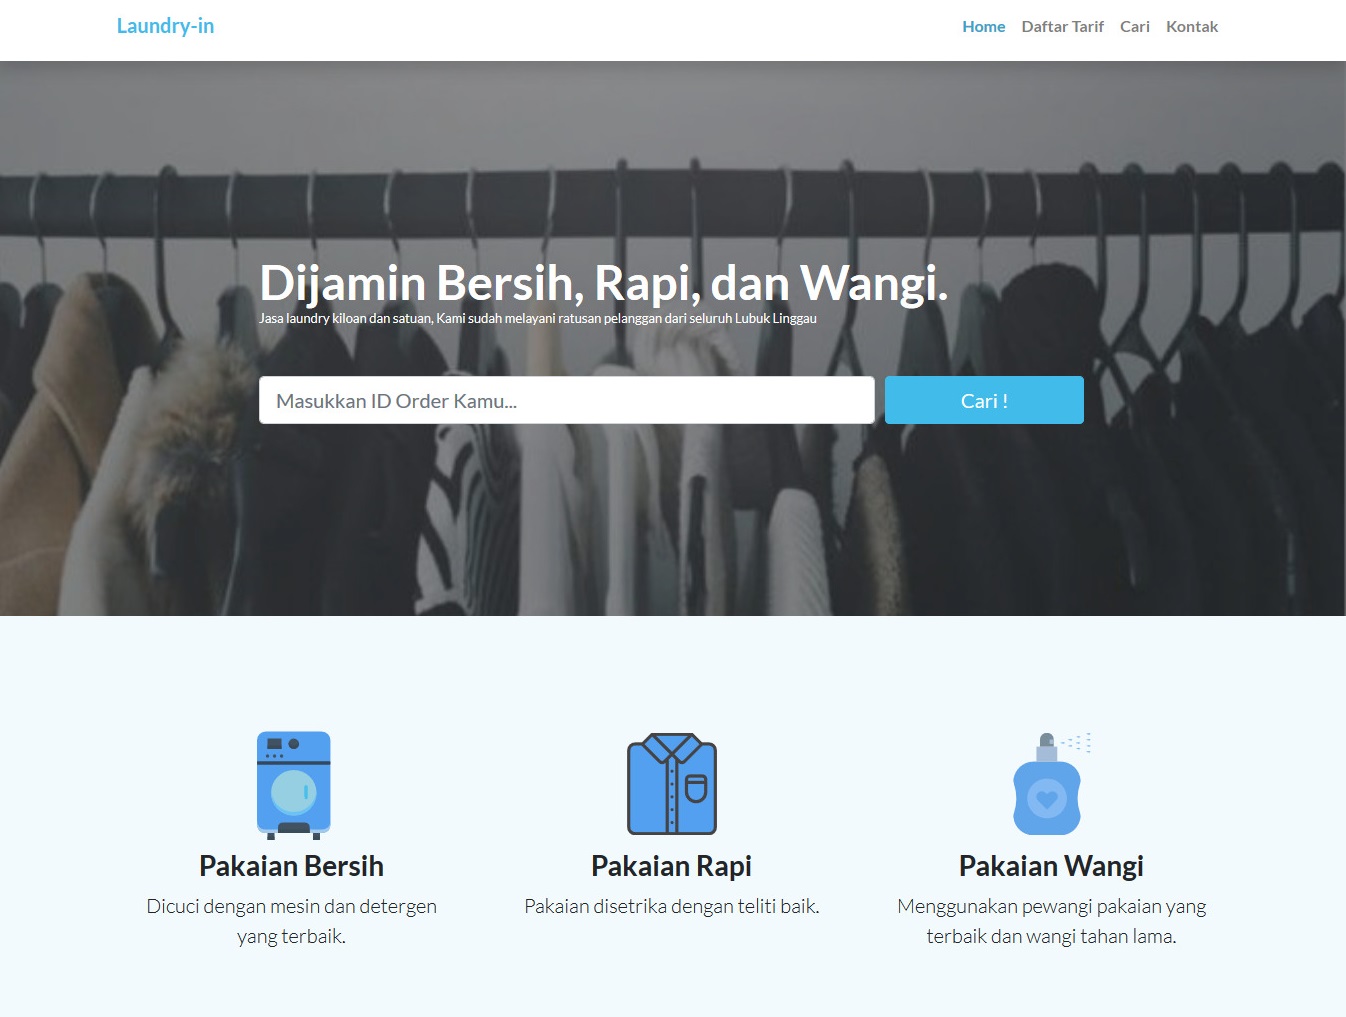 Laundry-in
Home Daftar Tarif Cari Kontak
Dijamin Bersih, Rapi, dan Wangi.
Jasa laundry kiloan dan satuan, Kami sudah melayani ratusan pelanggan dari seluruh Lubuk Linggau
Masukkan ID Order Kamu...
Cari !
Pakaian Bersih
Dicuci dengan mesin dan detergen
yang terbaik.
Pakaian Rapi
Pakaian disetrika dengan teliti baik.
Pakaian Wangi
Menggunakan pewangi pakaian yang
terbaik dan wangi tahan lama.